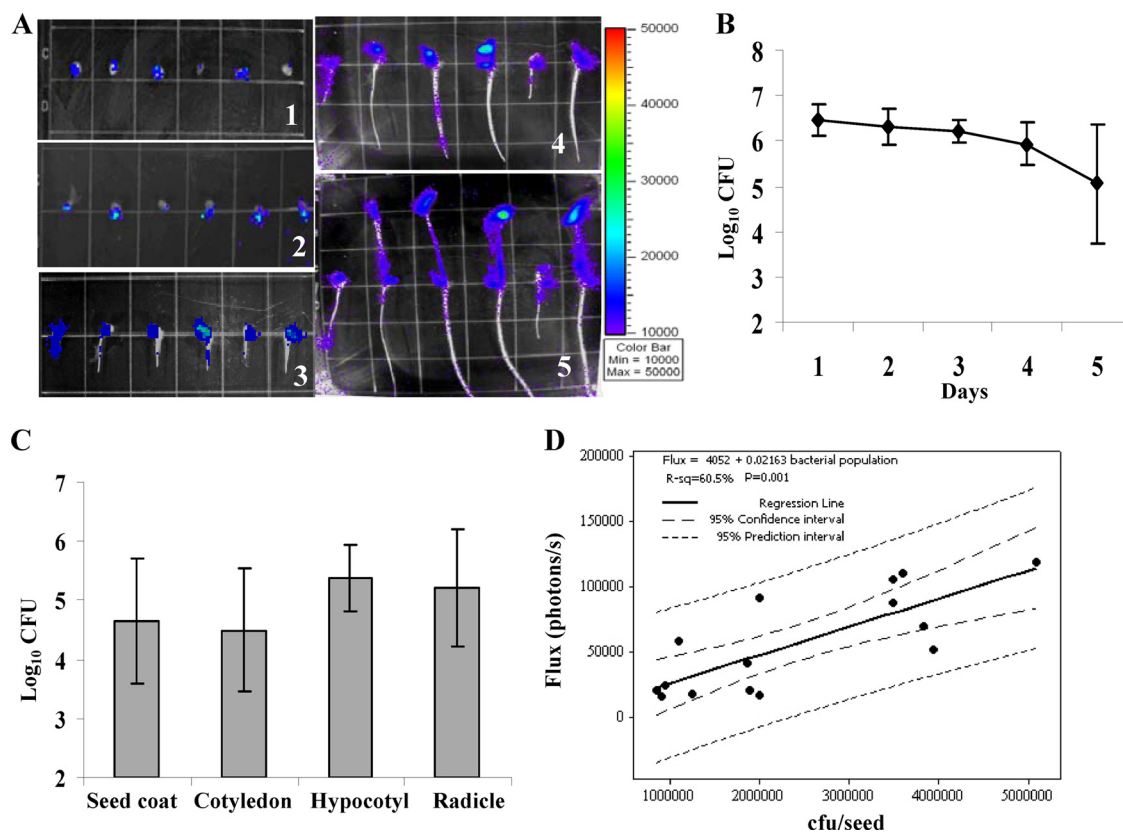 A
1
2
3
4
5
50000
40000
30000
20000
10000
Color Bar
Min = 10000
Max = 50000
B
Log10 CFU
7
6
5
4
3
2
1 2 3 4 5
Days
C
Log10 CFU
7
6
5
4
3
2
Seed coat Cotyledon Hypocotyl Radicle
D
Flux (photons/s)
200000
150000
100000
50000
0
Flux = 4052 + 0.02163 bacterial population
R-sq=60.5% P=0.001
Regression Line
95% Confidence interval
95% Prediction interval
1000000 2000000 3000000 4000000 5000000
cfu/seed